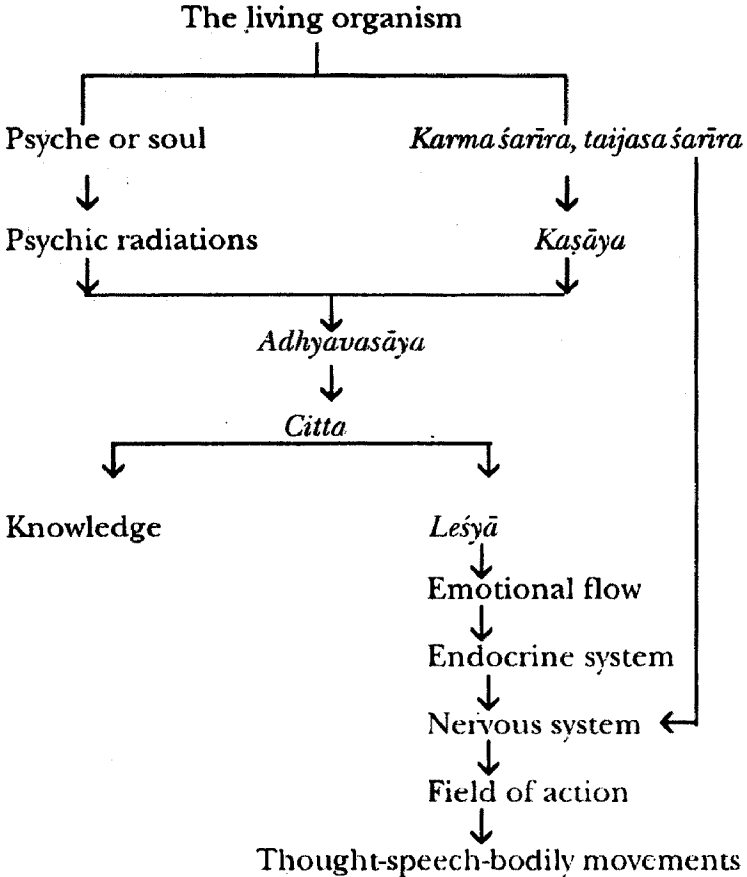 The living organism
Psyche or soul Karma śarīra, taijasa śarīra
Psychic radiations Kaṣāya
Adhyavasāya
Citta
Knowledge Leśyā
Emotional flow
Endocrine system
Nervous system
Field of action
Thought-speech-bodily movements